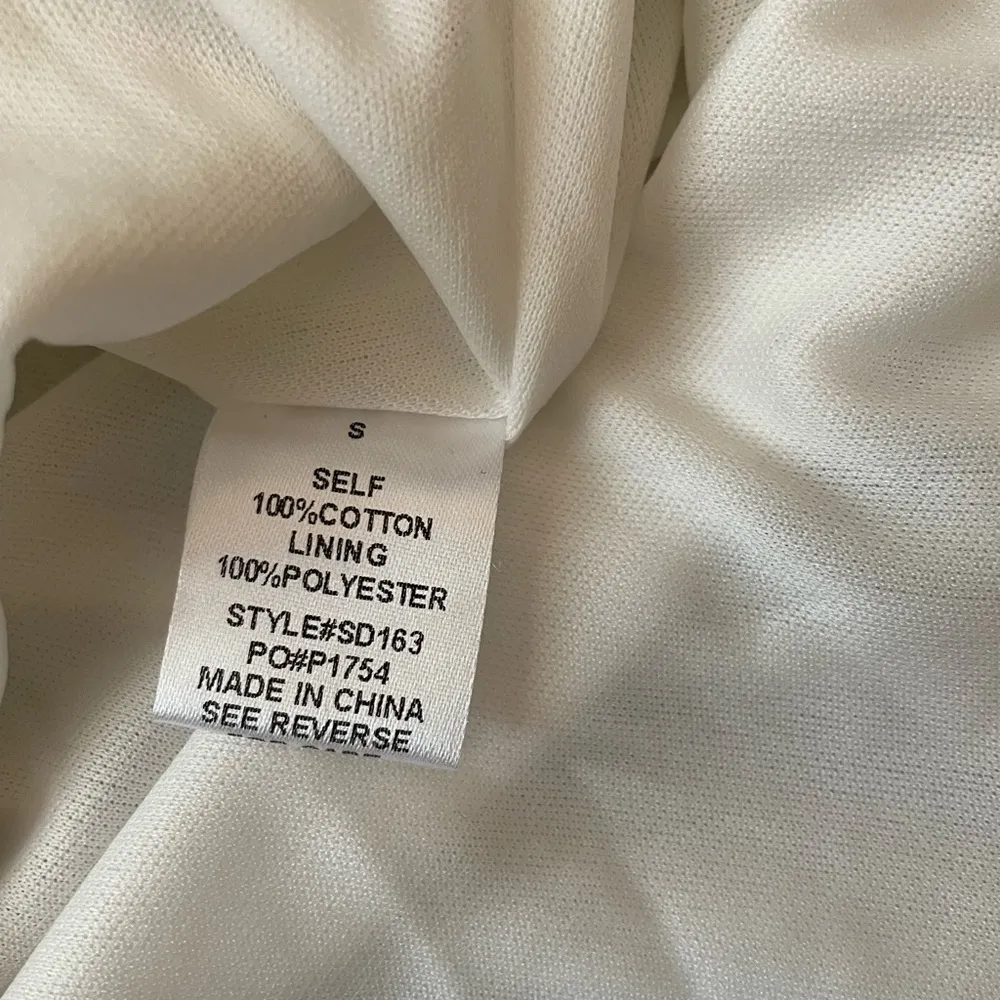 S
SELF
100%COTTON
LINING
100%POLYESTER
STYLE#SD163
PO#P1754
MADE IN CHINA
SEE REVERSE